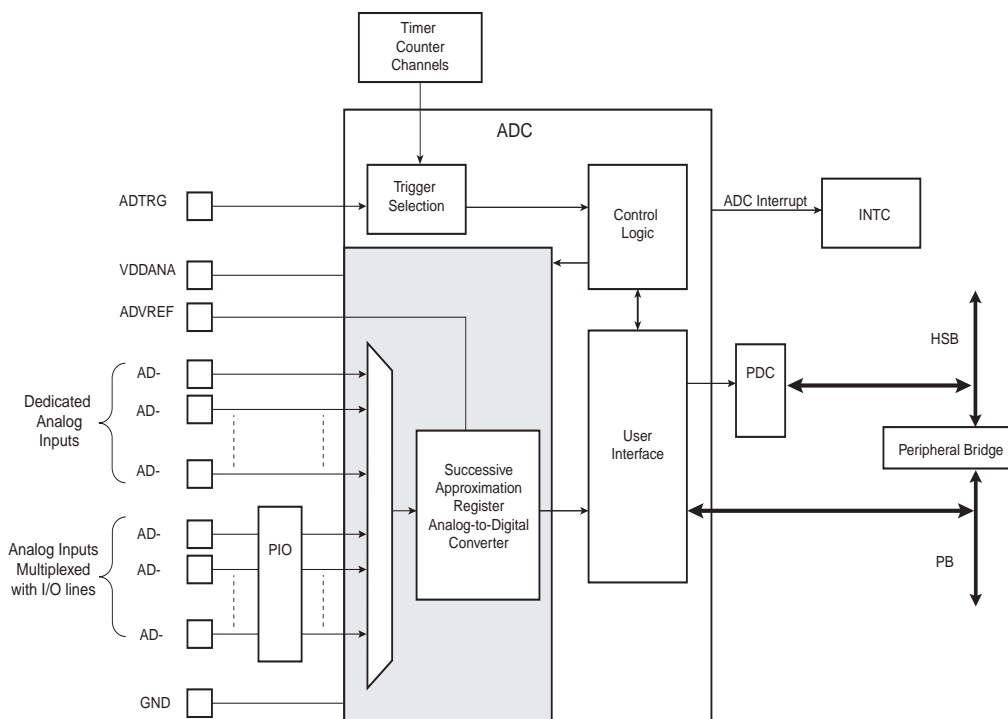 Timer
Counter
Channels
ADC
ADTRG
Trigger
Selection
Control
Logic
ADC Interrupt
INTC
VDDANA
ADVREF
HSB
PDC
Dedicated
Analog
Inputs
AD-
AD-
AD-
User
Interface
Successive
Approximation
Register
Analog-to-Digital
Converter
Peripheral Bridge
Analog Inputs
Multiplexed
with I/O lines
AD-
AD-
AD-
PIO
PB
GND